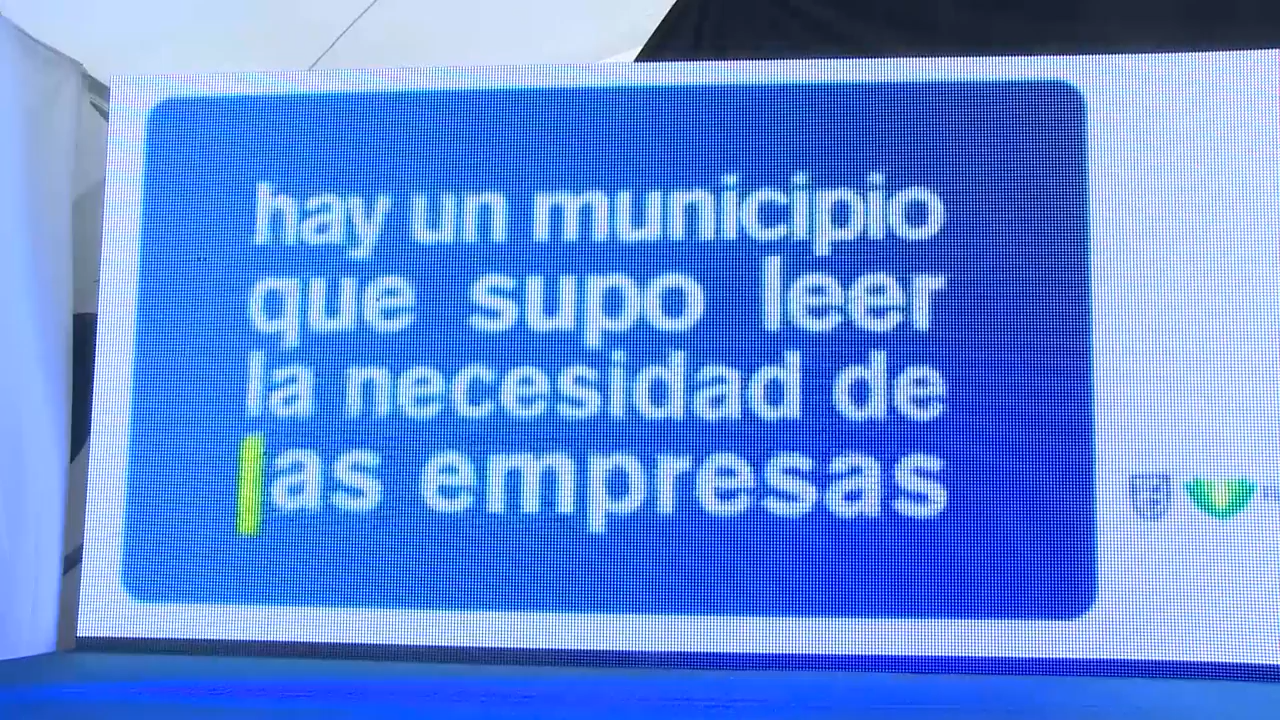 hay un municipio
que supo leer
la necesidad de
las empresas